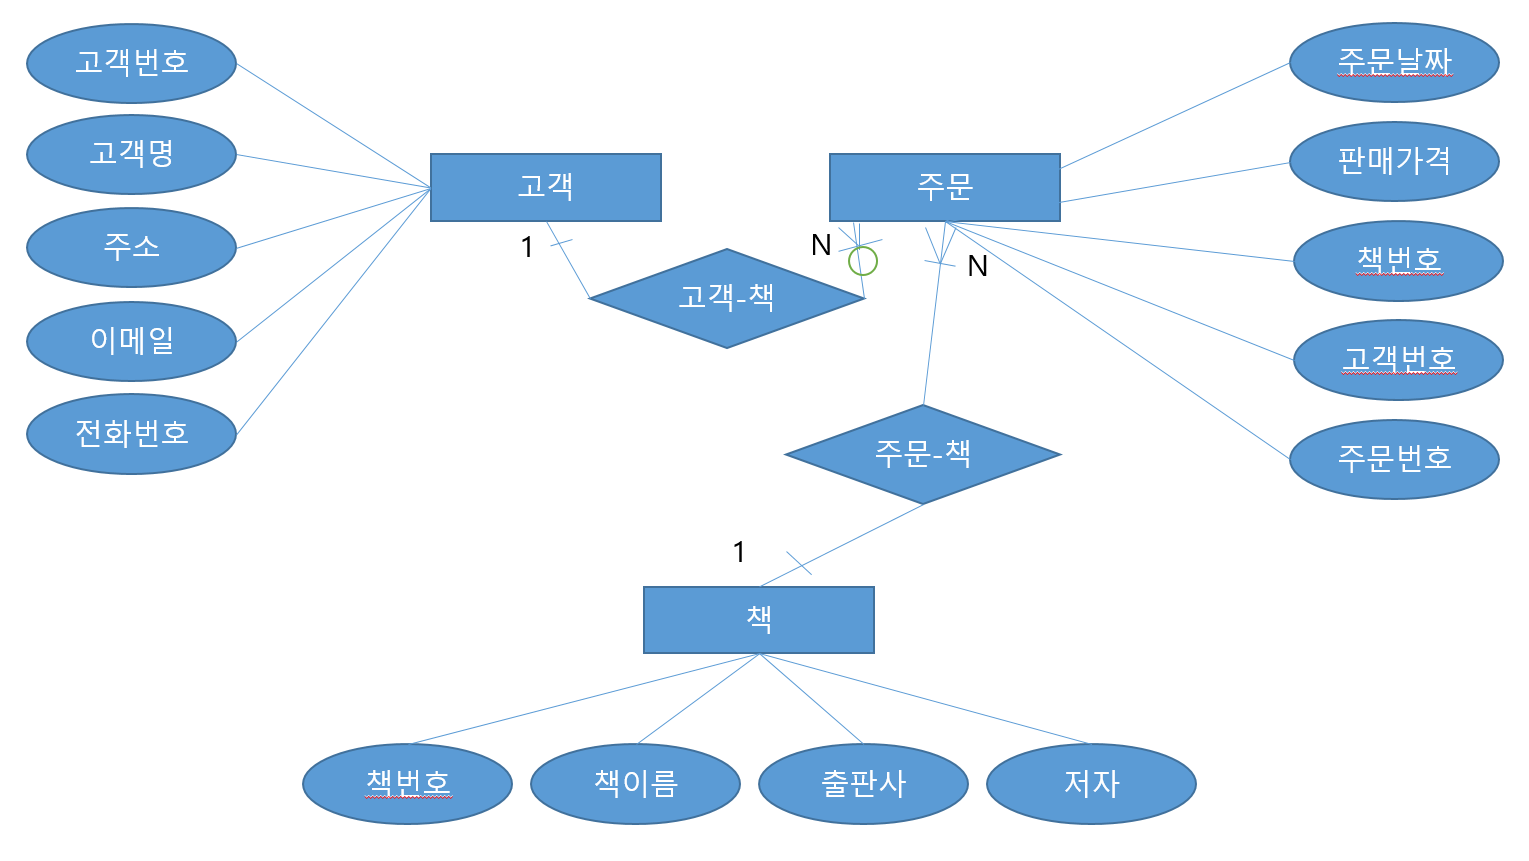 고객번호
고객명
주소
이메일
전화번호
고객
1
고객-책
주문
N
N
주문날짜
판매가격
책번호
고객번호
주문번호
주문-책
1
책
책번호
책이름
출판사
저자